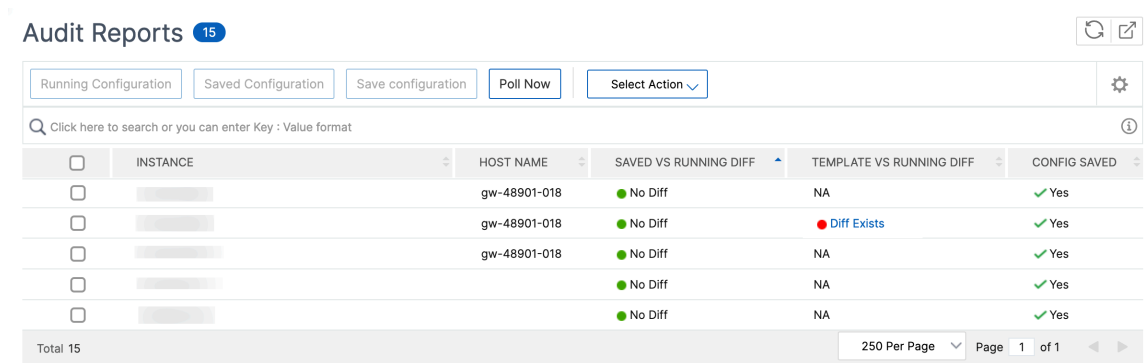 Audit Reports 15
Running Configuration Saved Configuration Save configuration Poll Now Select Action
Click here to search or you can enter Key : Value format
INSTANCE HOST NAME SAVED VS RUNNING DIFF TEMPLATE VS RUNNING DIFF CONFIG SAVED
gw-48901-018 No Diff NA Yes
gw-48901-018 No Diff Diff Exists Yes
gw-48901-018 No Diff NA Yes
No Diff NA Yes
No Diff NA Yes
Total 15 250 Per Page Page 1 of 1